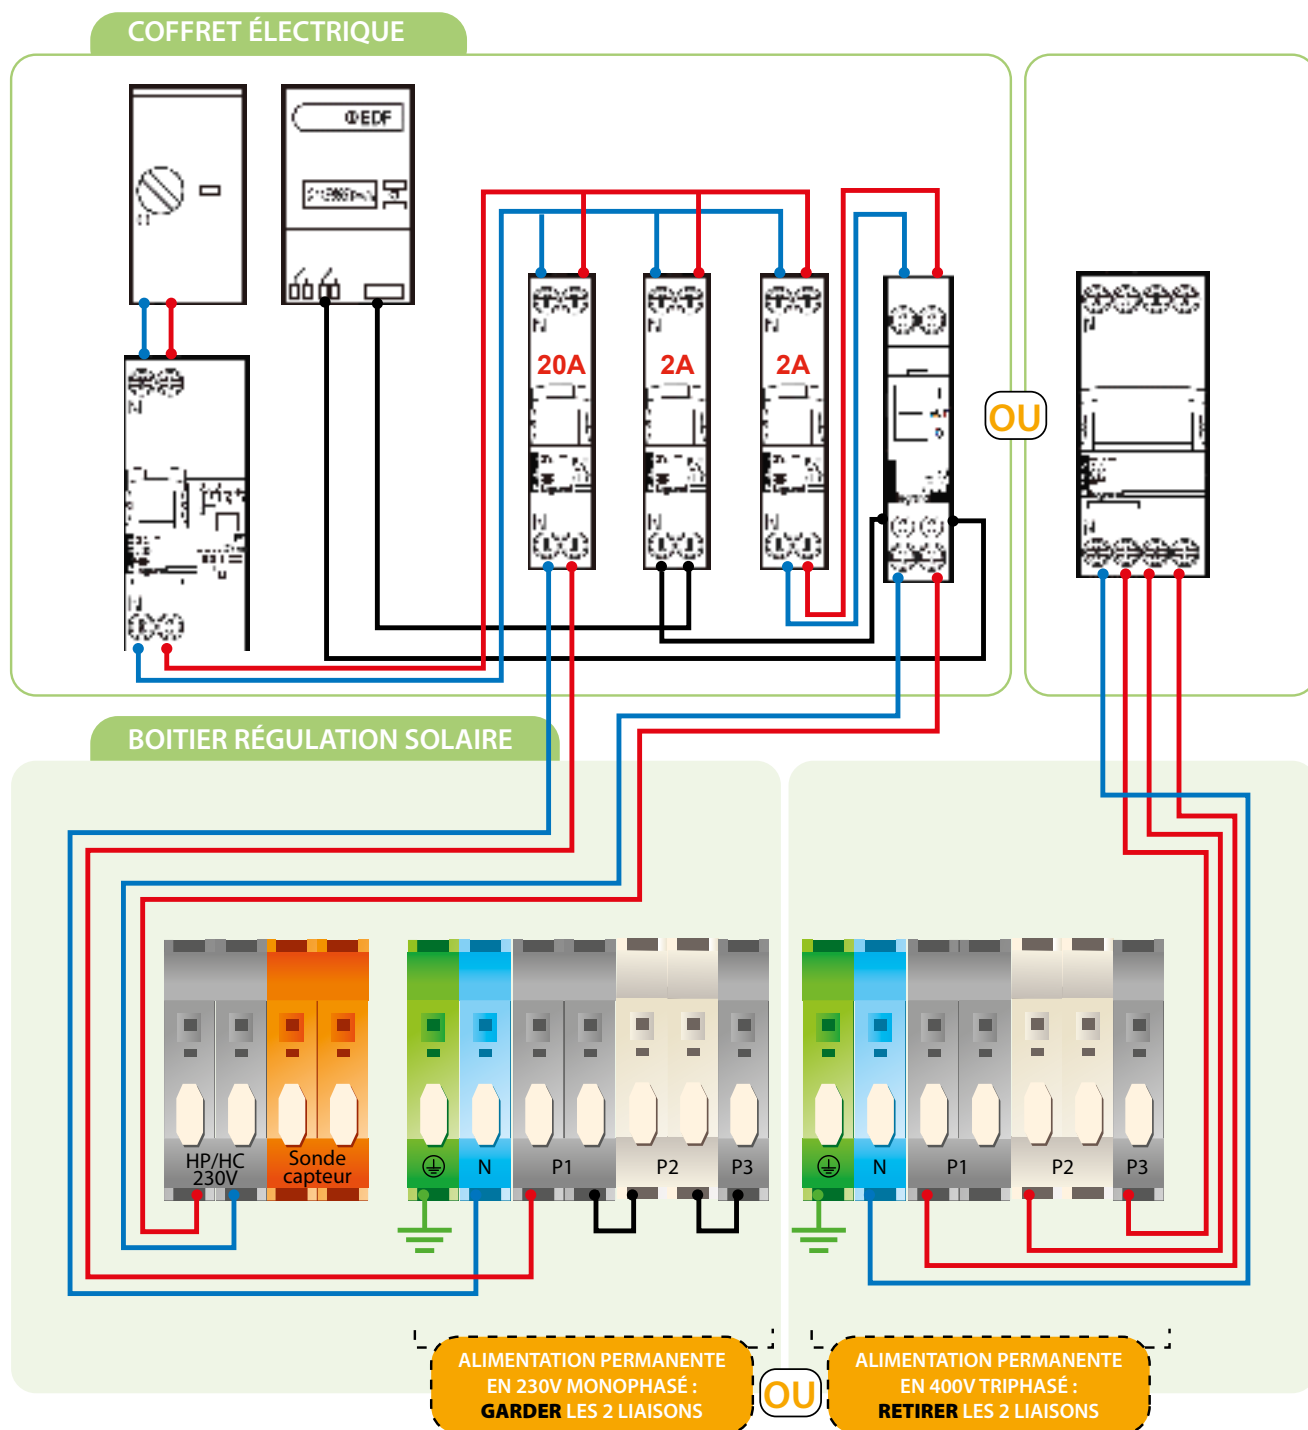 COFFRET ÉLECTRIQUE
EDF
20A
2A
2A
N
N
N
N
N
N
N
N
N
N
OU
BOITIER RÉGULATION SOLAIRE
HP/HC
230V
Sonde
capteur
N
P1
P2
P3
N
P1
P2
P3
ALIMENTATION PERMANENTE
EN 230V MONOPHASÉ :
GARDER LES 2 LIAISONS
OU
ALIMENTATION PERMANENTE
EN 400V TRIPHASÉ :
RETIRER LES 2 LIAISONS